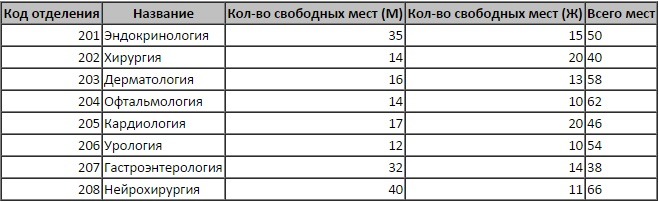 Код отделения Название Кол-во свободных мест (М) Кол-во свободных мест (Ж) Всего мест
201 Эндокринология 35 15 50
202 Хирургия 14 20 40
203 Дерматология 16 13 58
204 Офтальмология 14 10 62
205 Кардиология 17 20 46
206 Урология 12 10 54
207 Гастроэнтерология 32 14 38
208 Нейрохирургия 40 11 66